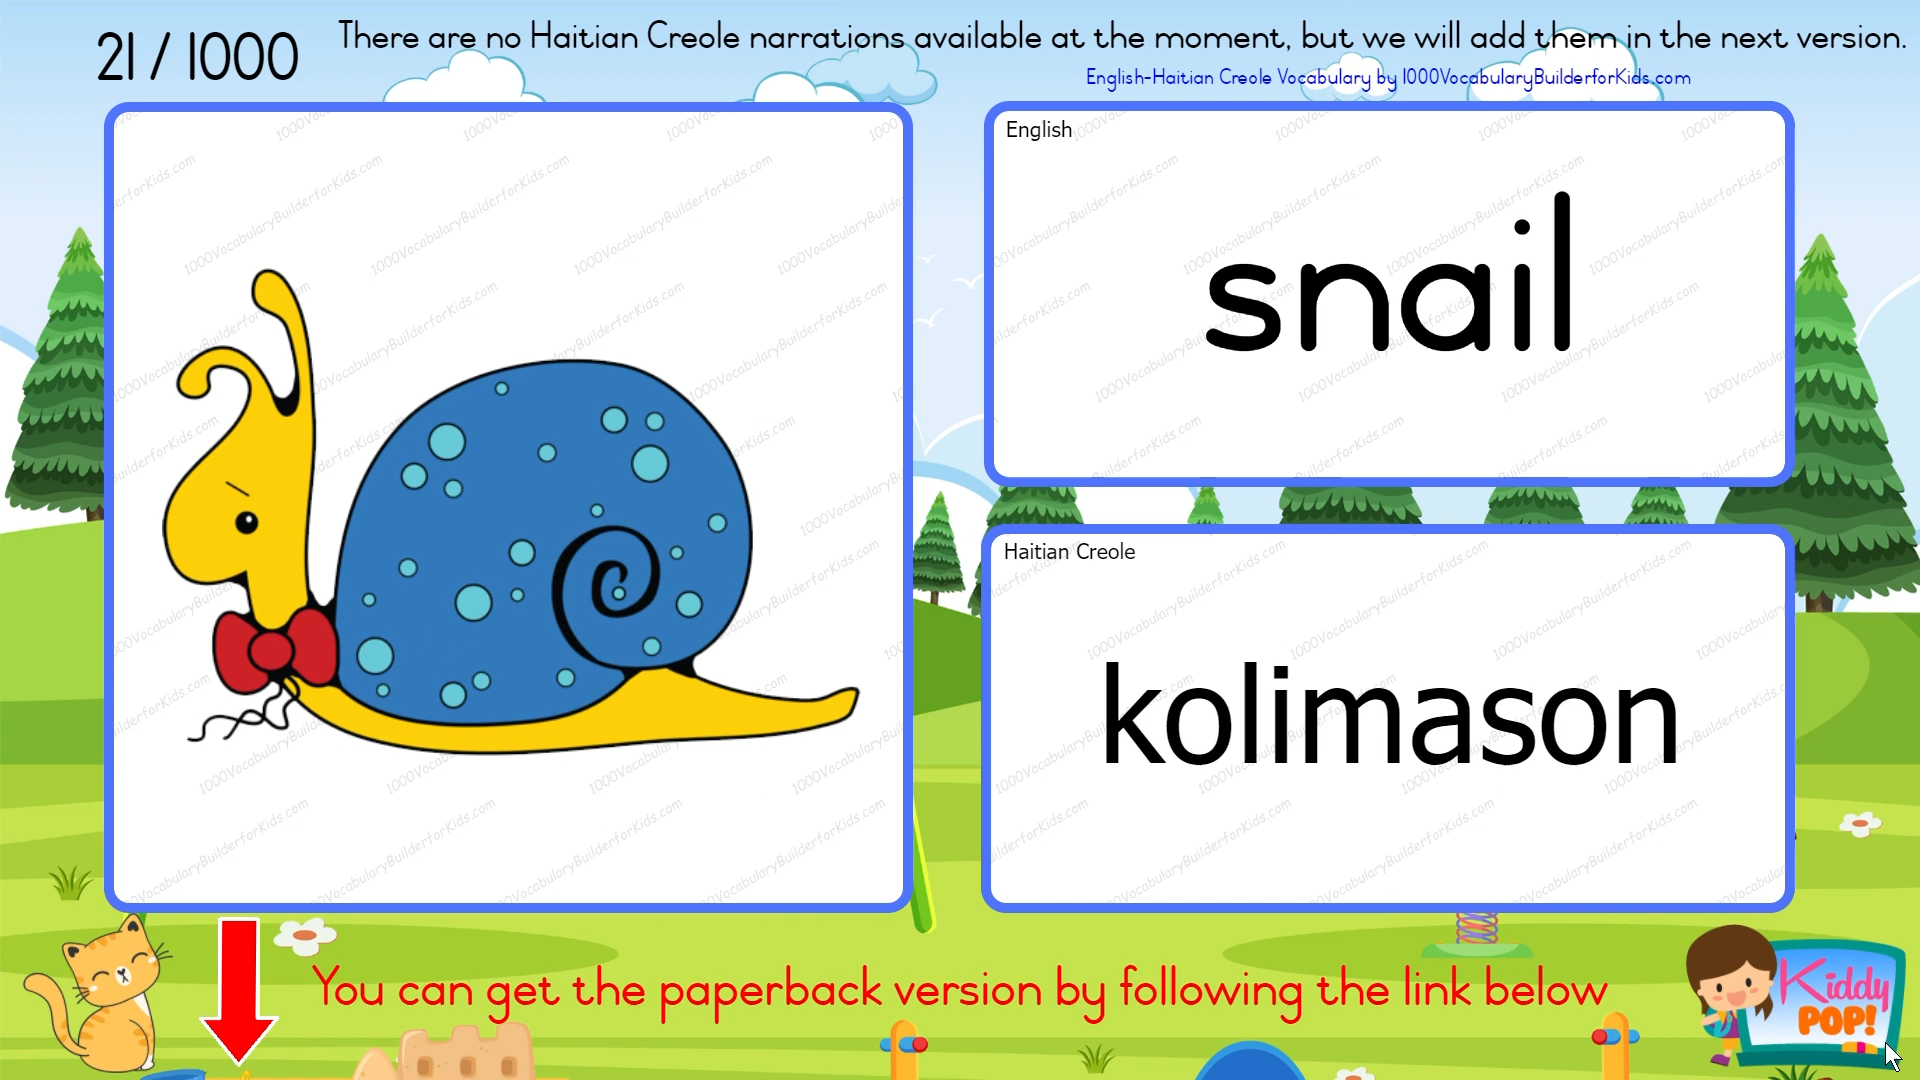 21 / 1000
There are no Haitian Creole narrations available at the moment, but we will add them in the next version.
English-Haitian Creole Vocabulary by 1000VocabularyBuilderforKids.com
English
snail
Haitian Creole
kolimason
1000VocabularyBuilderforKids.com
You can get the paperback version by following the link below
Kiddy
POP!